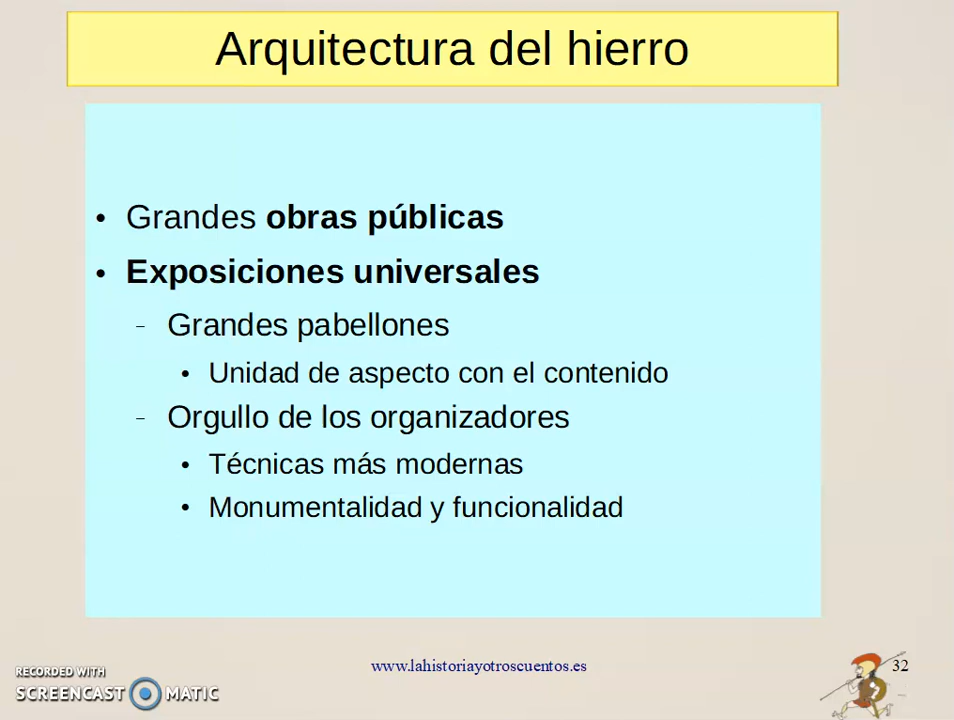 Arquitectura del hierro
• Grandes obras públicas
• Exposiciones universales
– Grandes pabellones
• Unidad de aspecto con el contenido
– Orgullo de los organizadores
• Técnicas más modernas
• Monumentalidad y funcionalidad
www.lahistoriayotroscuentos.es
32
RECORDED WITH
SCREENCAST MATIC